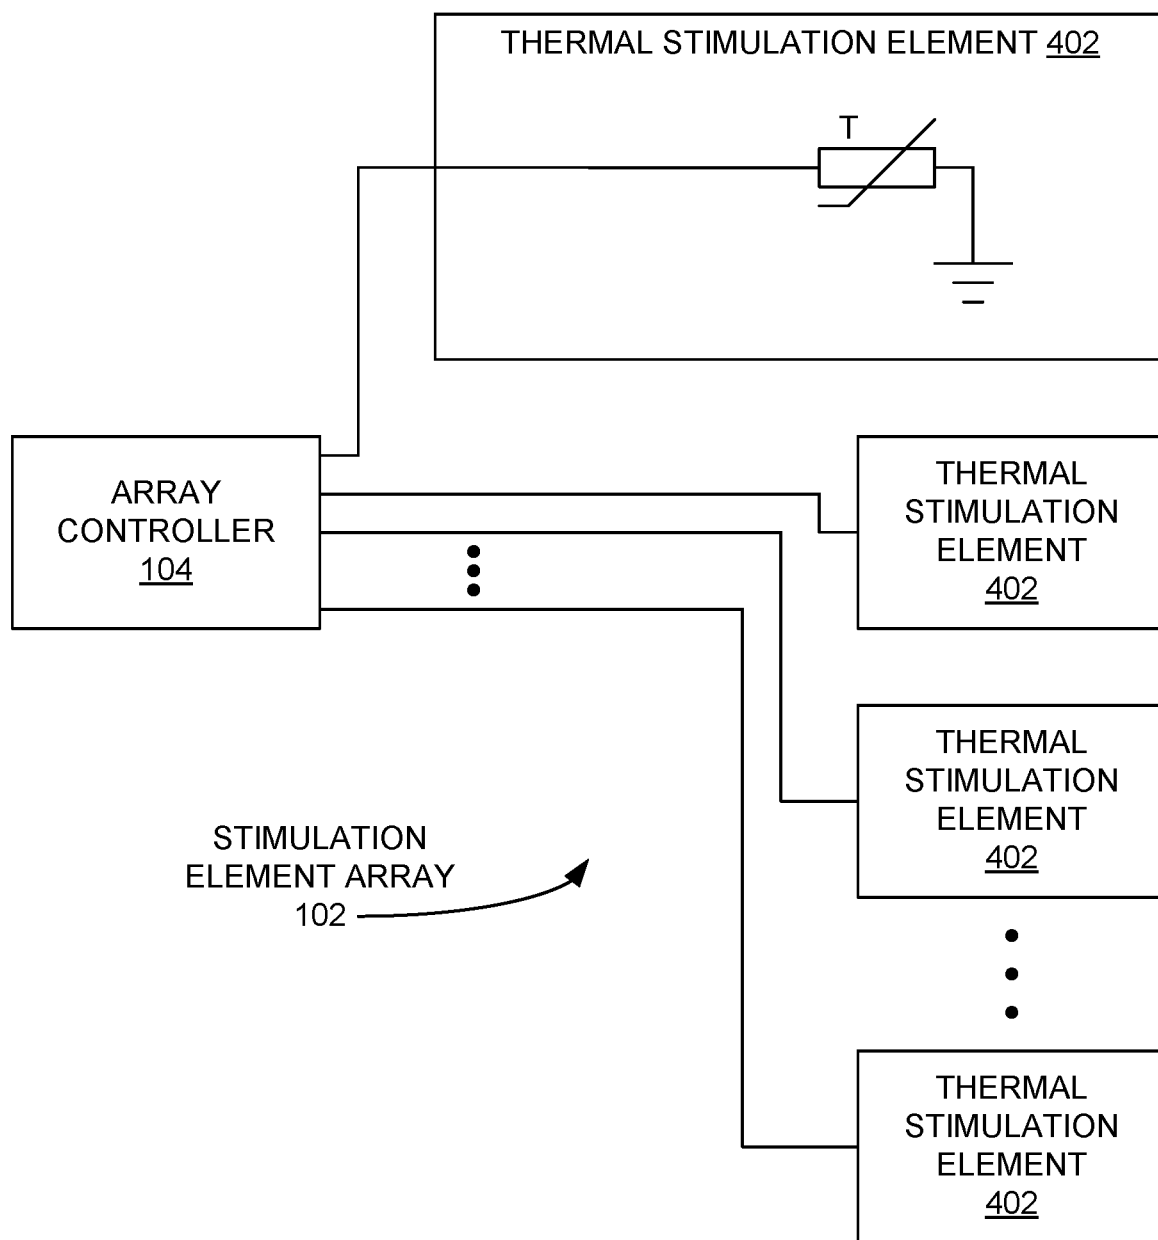 THERMAL STIMULATION ELEMENT 402
T
ARRAY
CONTROLLER
104
THERMAL
STIMULATION
ELEMENT
402
THERMAL
STIMULATION
ELEMENT
402
STIMULATION
ELEMENT ARRAY
102
THERMAL
STIMULATION
ELEMENT
402